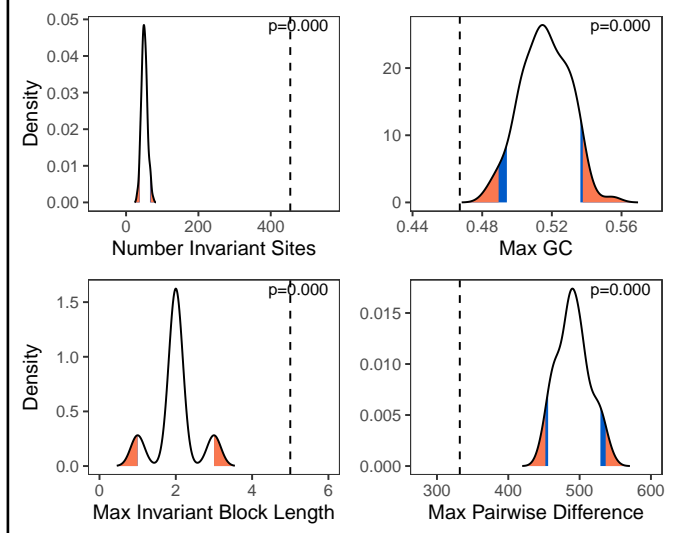 0.05
0.04
0.03
0.02
0.01
0.00
Density
p=0.000
0 200 400
Number Invariant Sites
20
10
0
p=0.000
0.44 0.48 0.52 0.56
Max GC
1.5
1.0
0.5
0.0
Density
p=0.000
0 2 4 6
Max Invariant Block Length
0.015
0.010
0.005
0.000
p=0.000
300 400 500 600
Max Pairwise Difference